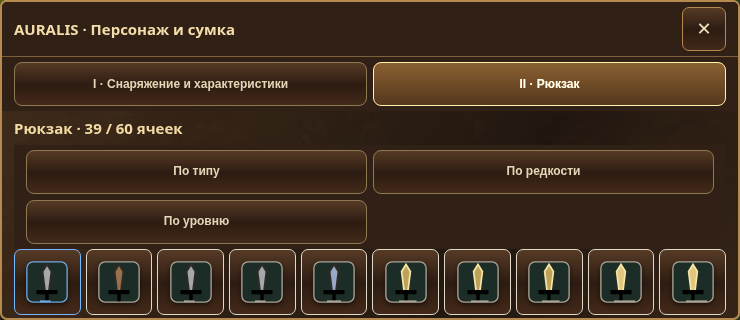 AURALIS · Персонаж и сумка
×
I · Снаряжение и характеристики
II · Рюкзак
Рюкзак · 39 / 60 ячеек
По типу
По редкости
По уровню